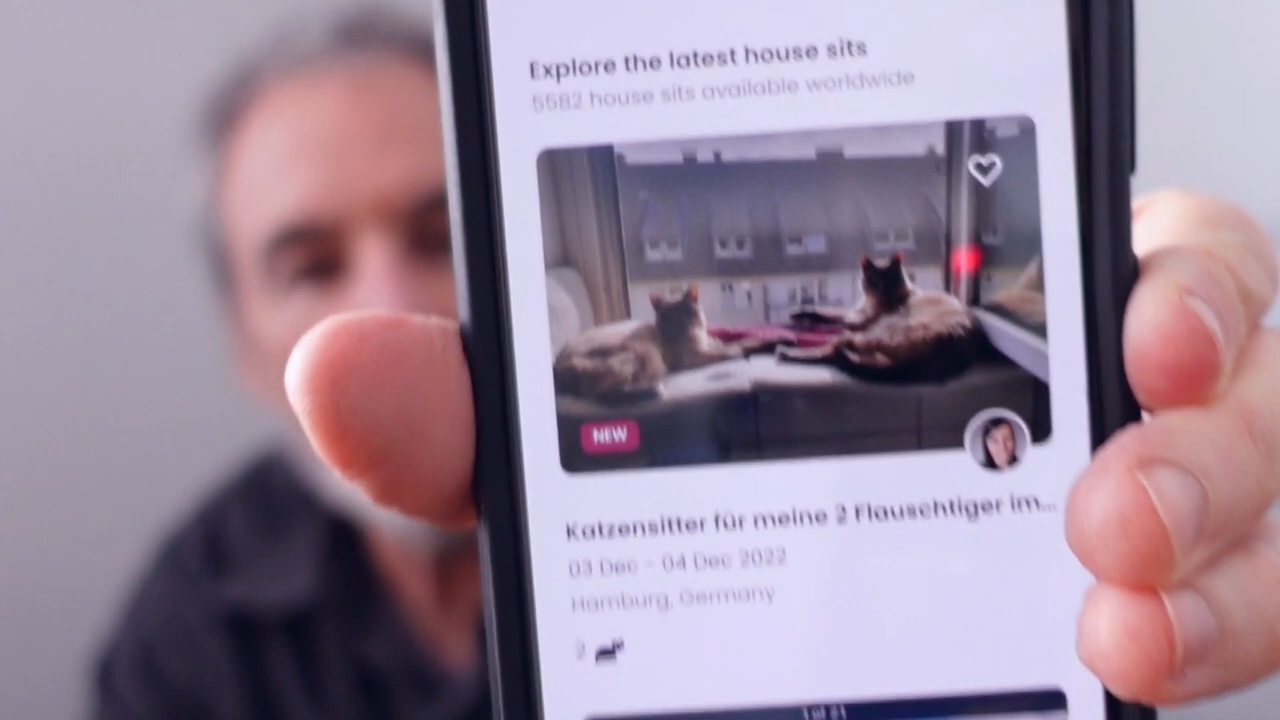 Explore the latest house sits
5582 house sits available worldwide
NEW
Katzensitter für meine 2 Flauschtiger im...
03 Dec - 04 Dec 2022
Hamburg, Germany
2